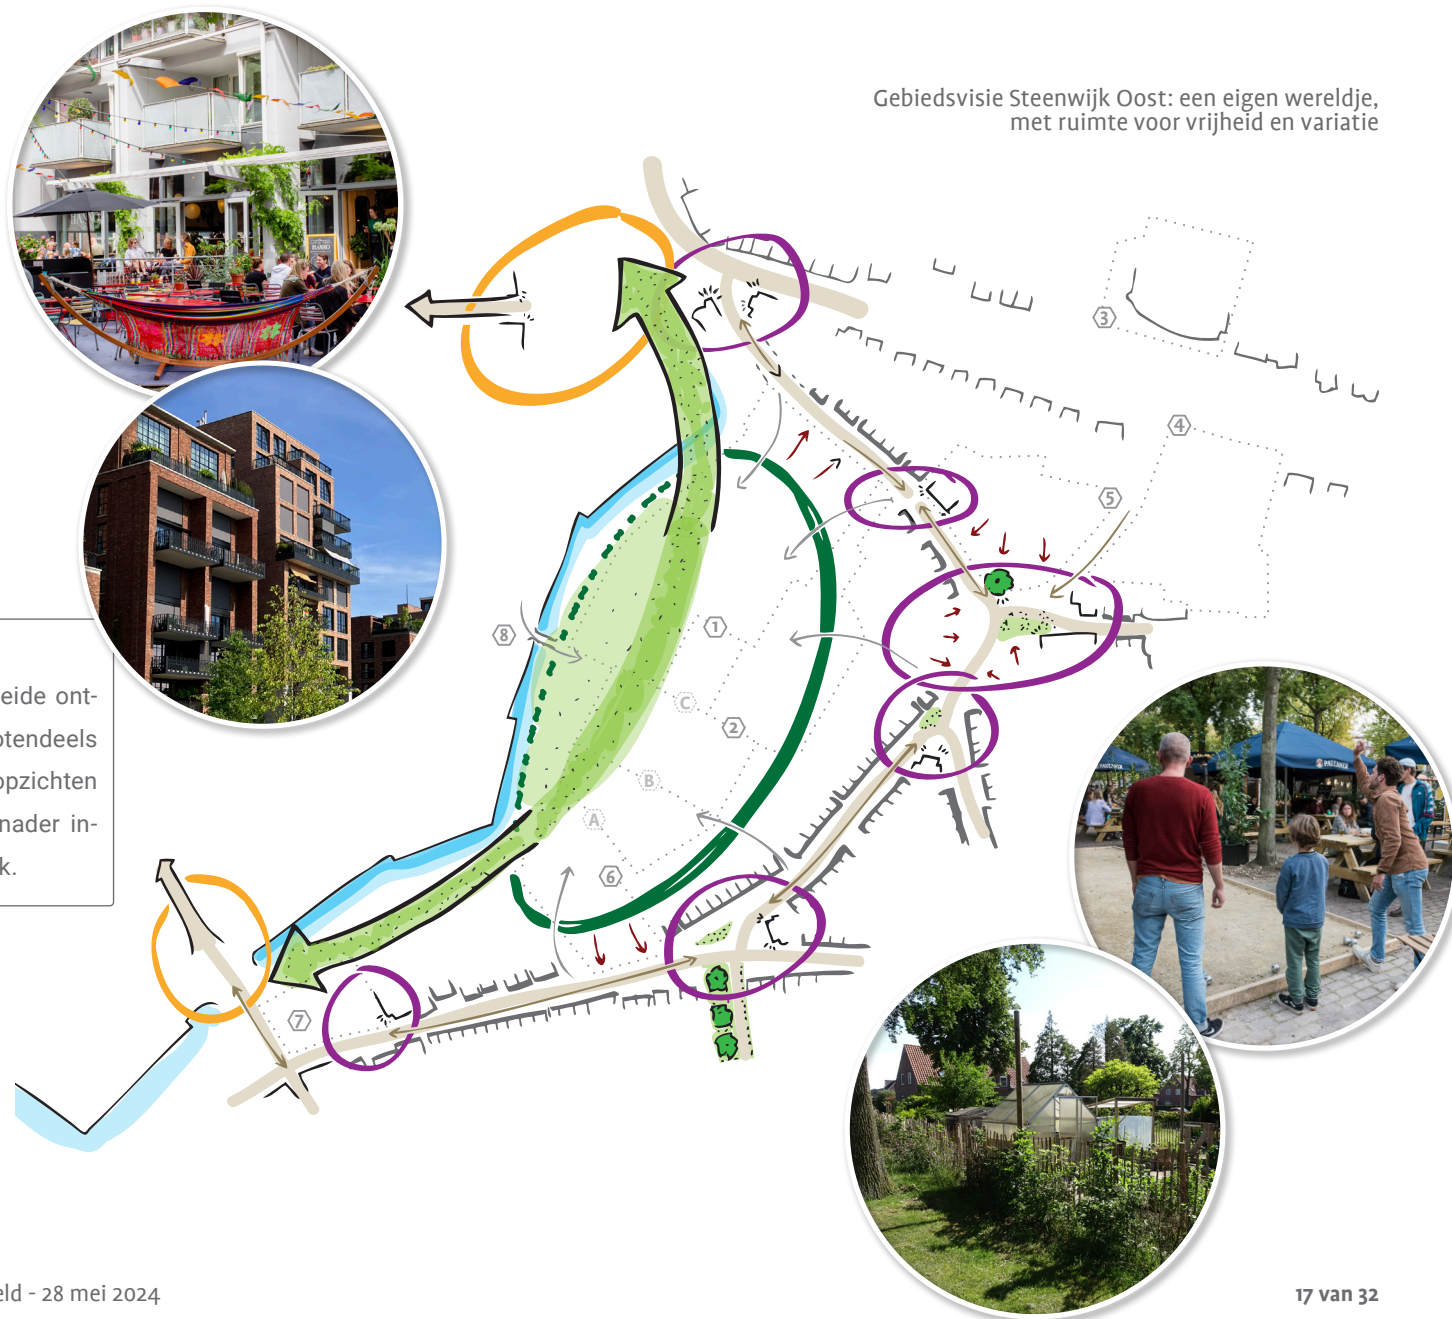 Gebiedsvisie Steenwijk Oost: een eigen wereldje,
met ruimte voor vrijheid en variatie
3
4
5
1
8
C
2
B
A
6
7
eide ont-
otendeels
opzichten
nader in-
k.
PAULANER
eld - 28 mei 2024
17 van 32